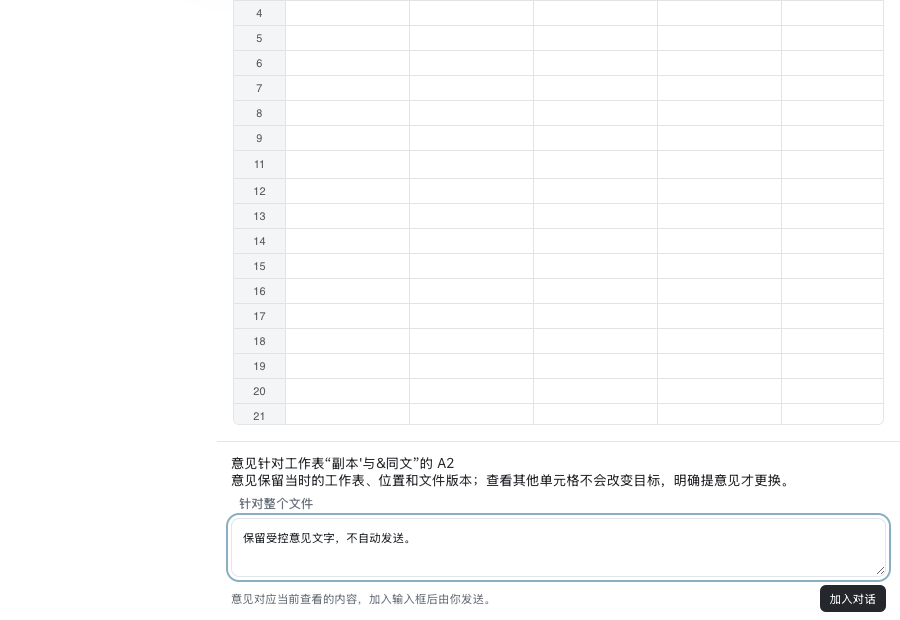 4
5
6
7
8
9
11
12
13
14
15
16
17
18
19
20
21
意见针对工作表“副本'与&同文”的 A2
意见保留当时的工作表、位置和文件版本；查看其他单元格不会改变目标，明确提意见才更换。
针对整个文件
保留受控意见文字，不自动发送。
意见对应当前查看的内容，加入输入框后由你发送。
加入对话